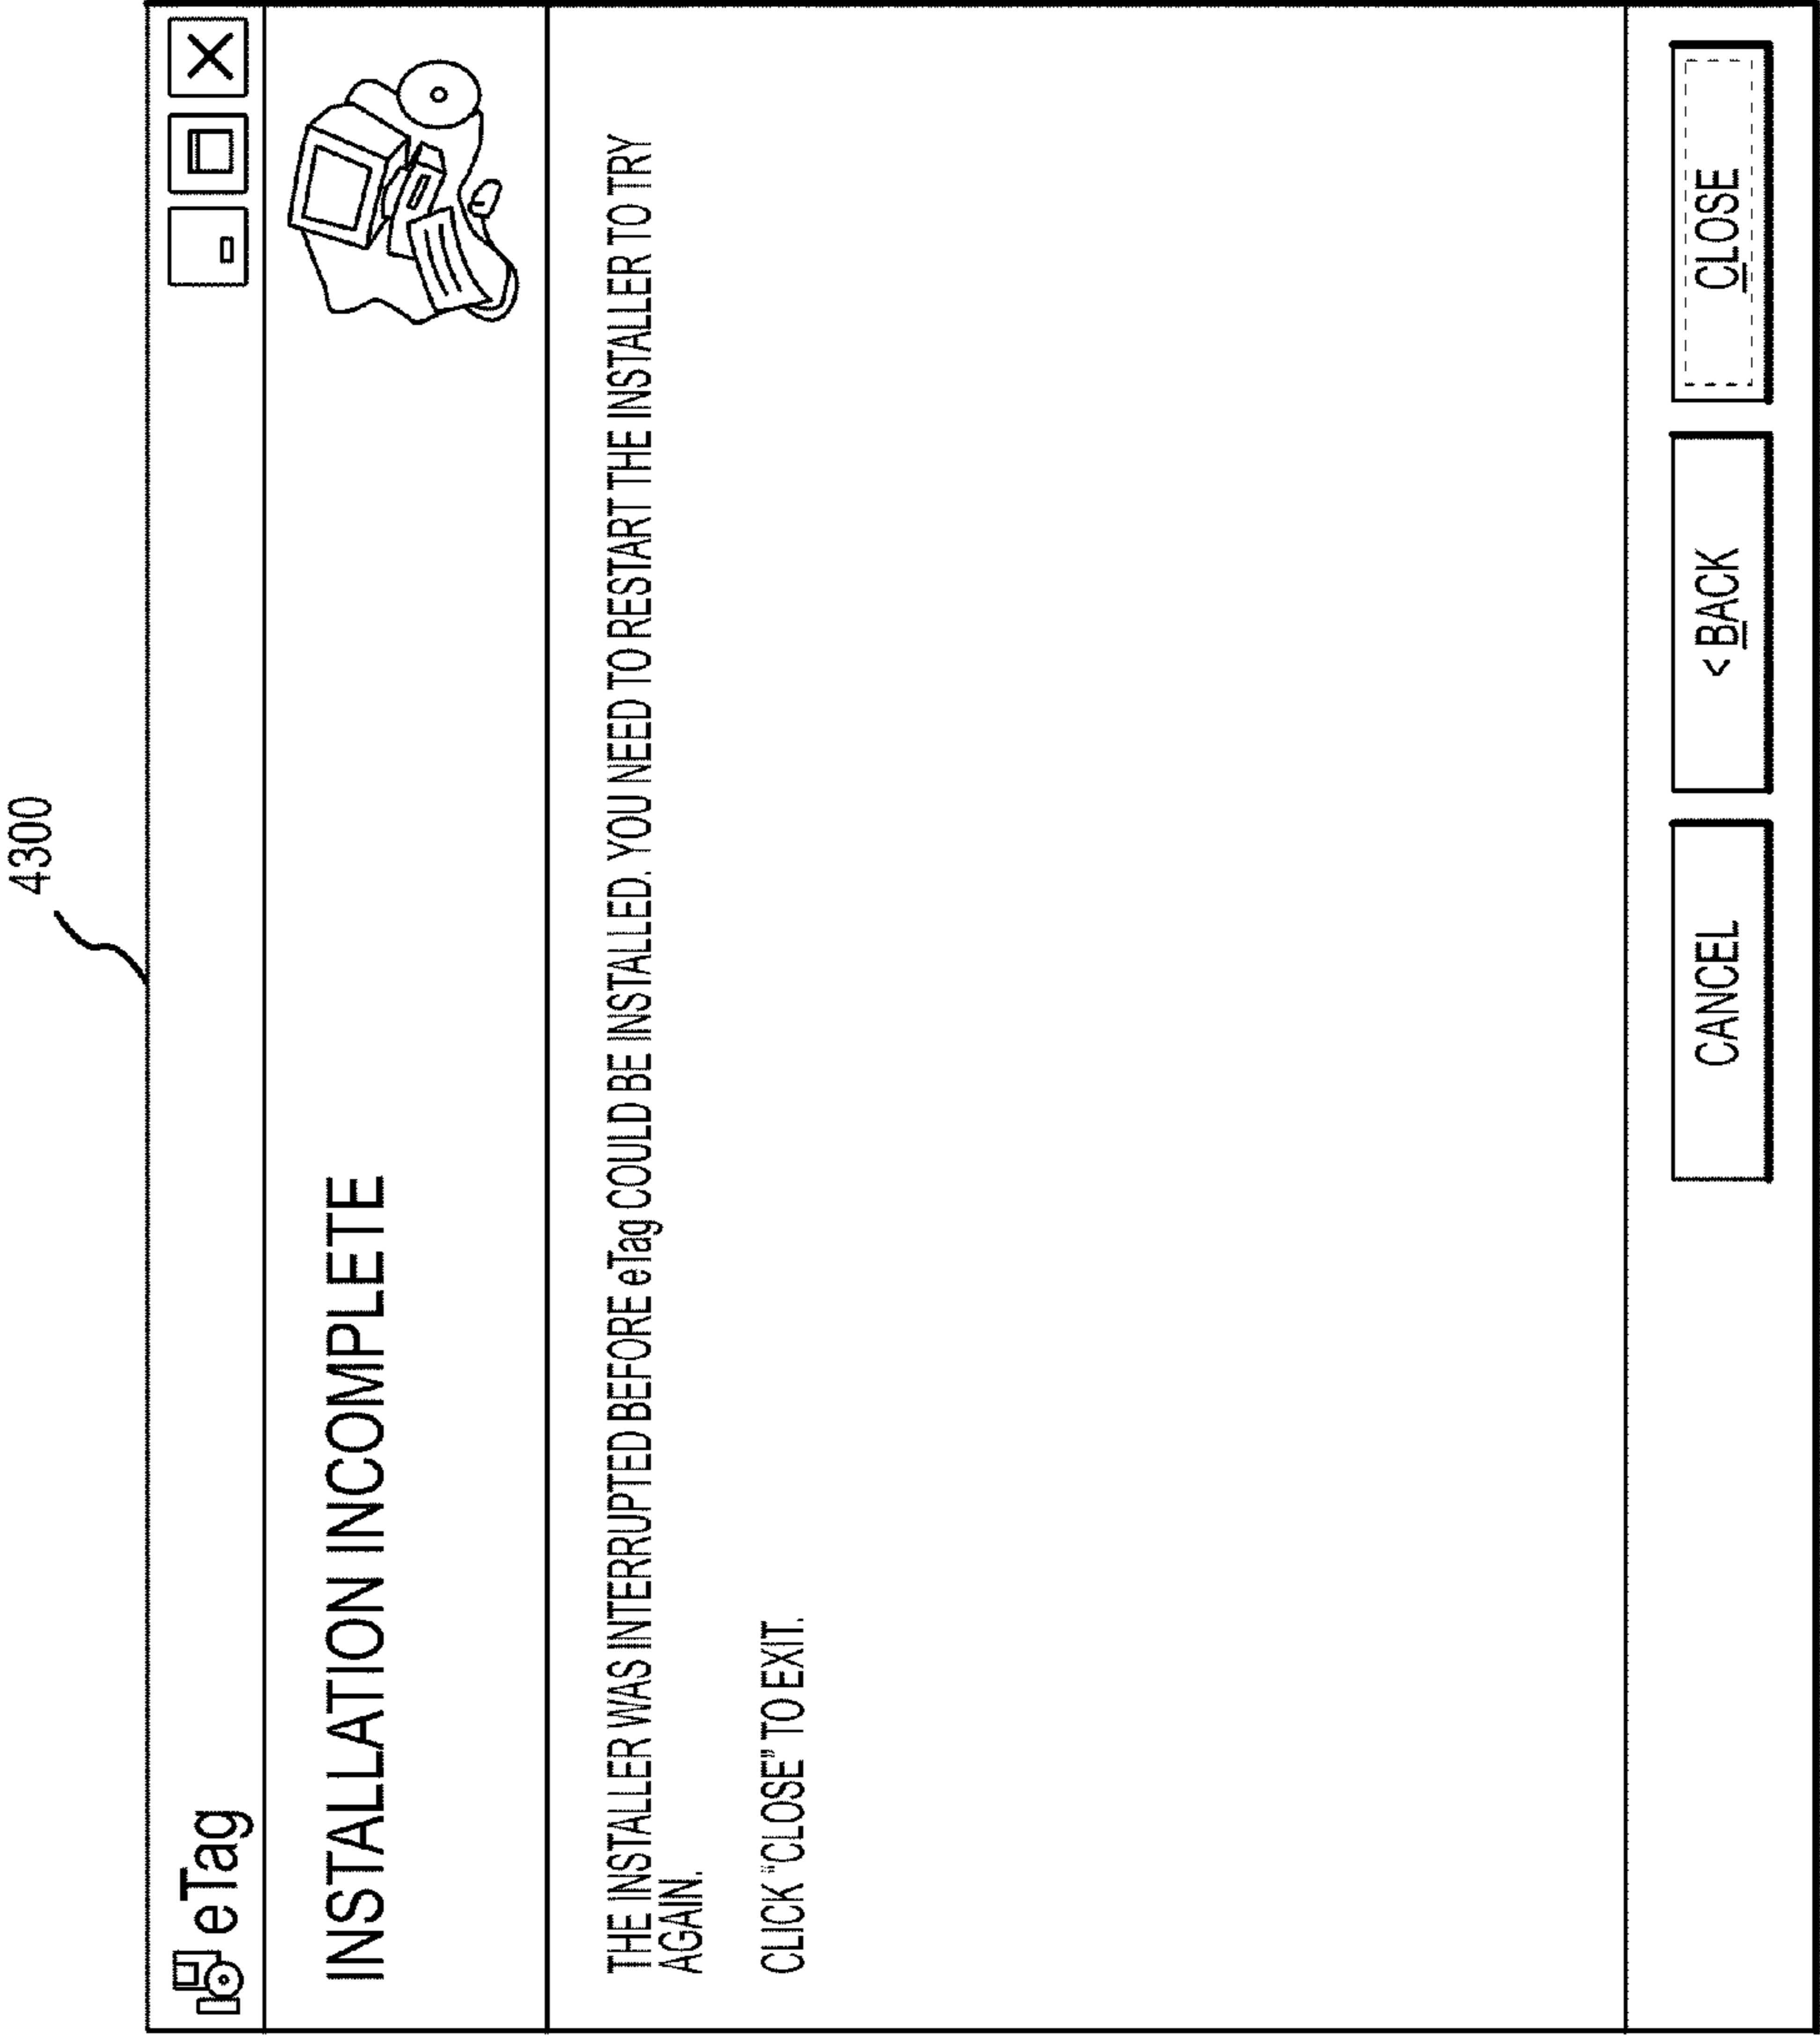 4300
eTag
INSTALLATION INCOMPLETE
THE INSTALLER WAS INTERRUPTED BEFORE eTag COULD BE INSTALLED. YOU NEED TO RESTART THE INSTALLER TO TRY
AGAIN.
CLICK “CLOSE” TO EXIT.
CANCEL
< BACK
CLOSE